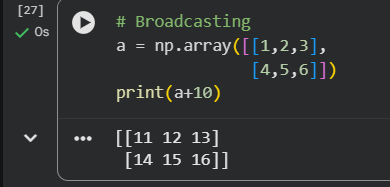 [27]
0s
# Broadcasting
a = np.array([[1,2,3],
[4,5,6]])
print(a+10)
[[11 12 13]
[14 15 16]]